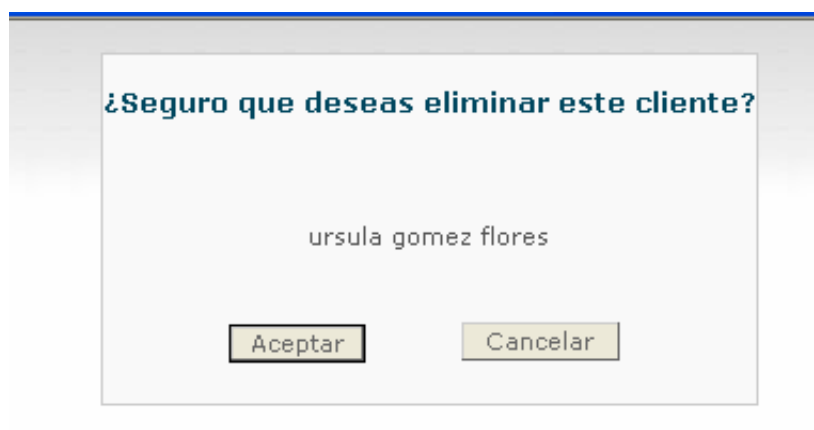 ¿Seguro que deseas eliminar este cliente?
ursula gomez flores
Aceptar Cancelar